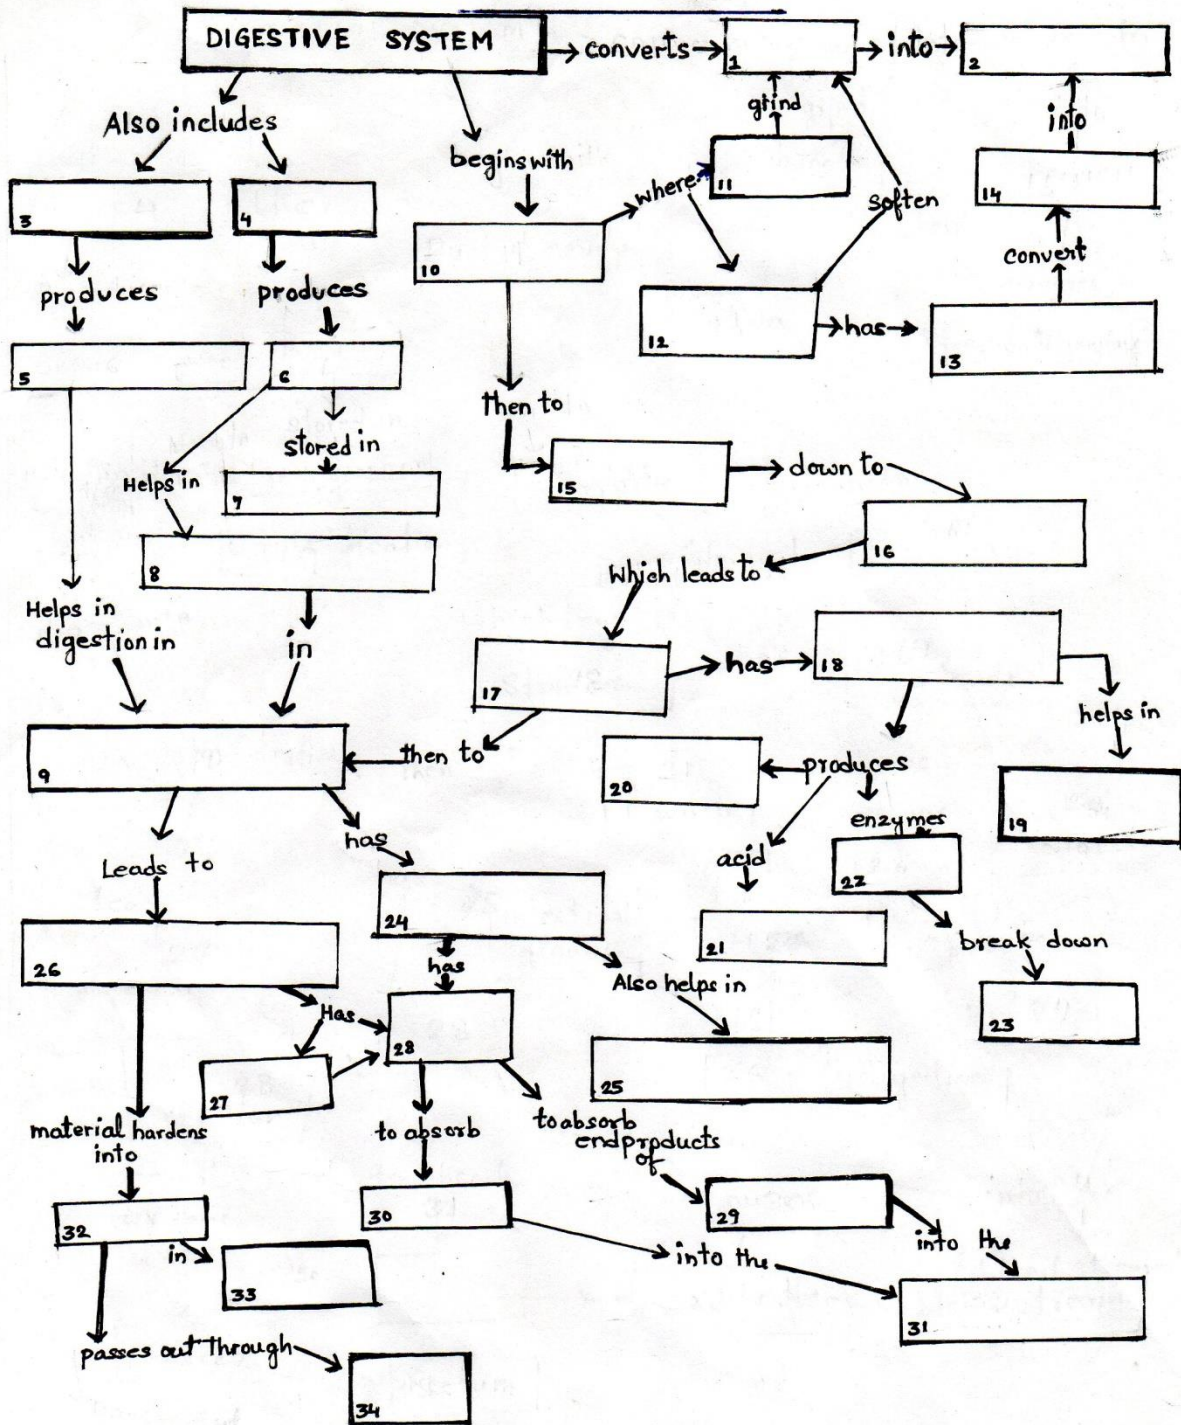 DIGESTIVE SYSTEM
converts
1
into
2
Also includes
begins with
grind
into
3
4
10
where
11
soften
14
convert
produces
produces
12
has
13
5
6
Then to
stored in
15
down to
Helps in
7
16
8
Which leads to
Helps in
digestion in
in
17
has
18
helps in
9
then to
20
produces
19
enzymes
Leads to
has
acid
22
24
21
break down
26
has
Also helps in
23
Has
28
25
27
material hardens
into
to absorb
to absorb
endproducts
of
32
30
29
in
33
into the
into the
31
passes out through
34